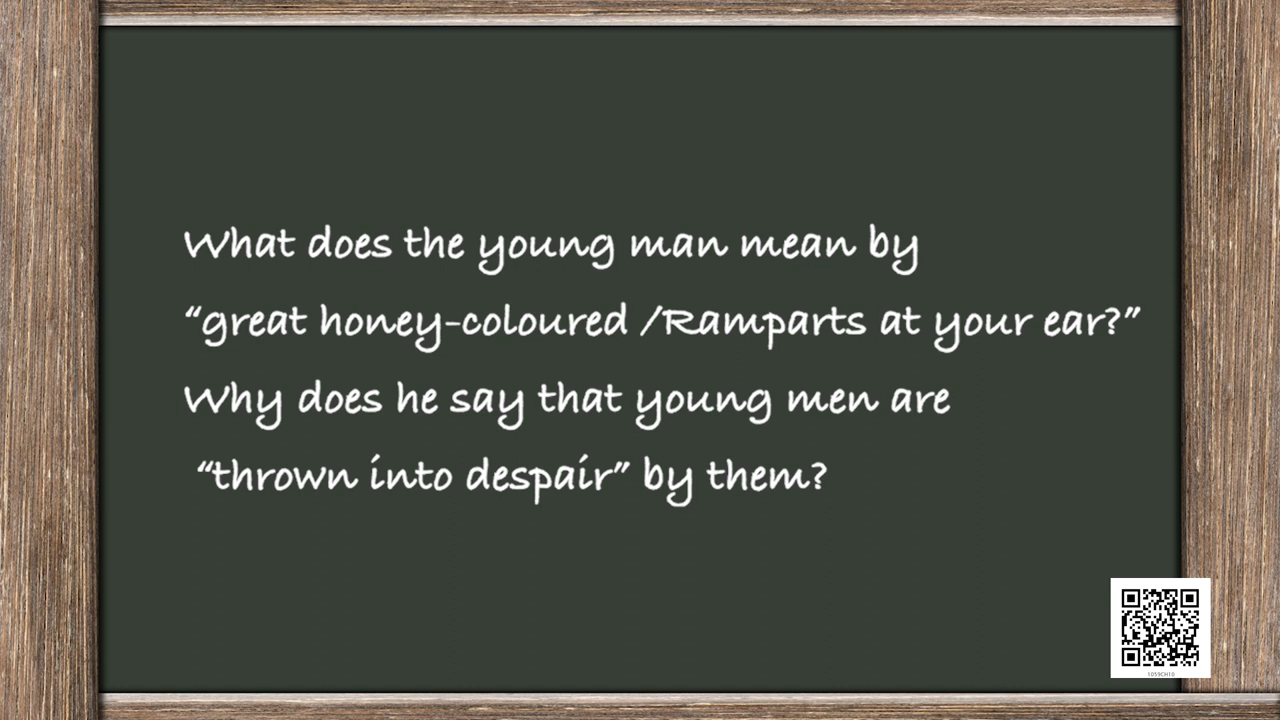 What does the young man mean by
“great honey-coloured /Ramparts at your ear?”
Why does he say that young men are
“thrown into despair” by them?
1059CH10